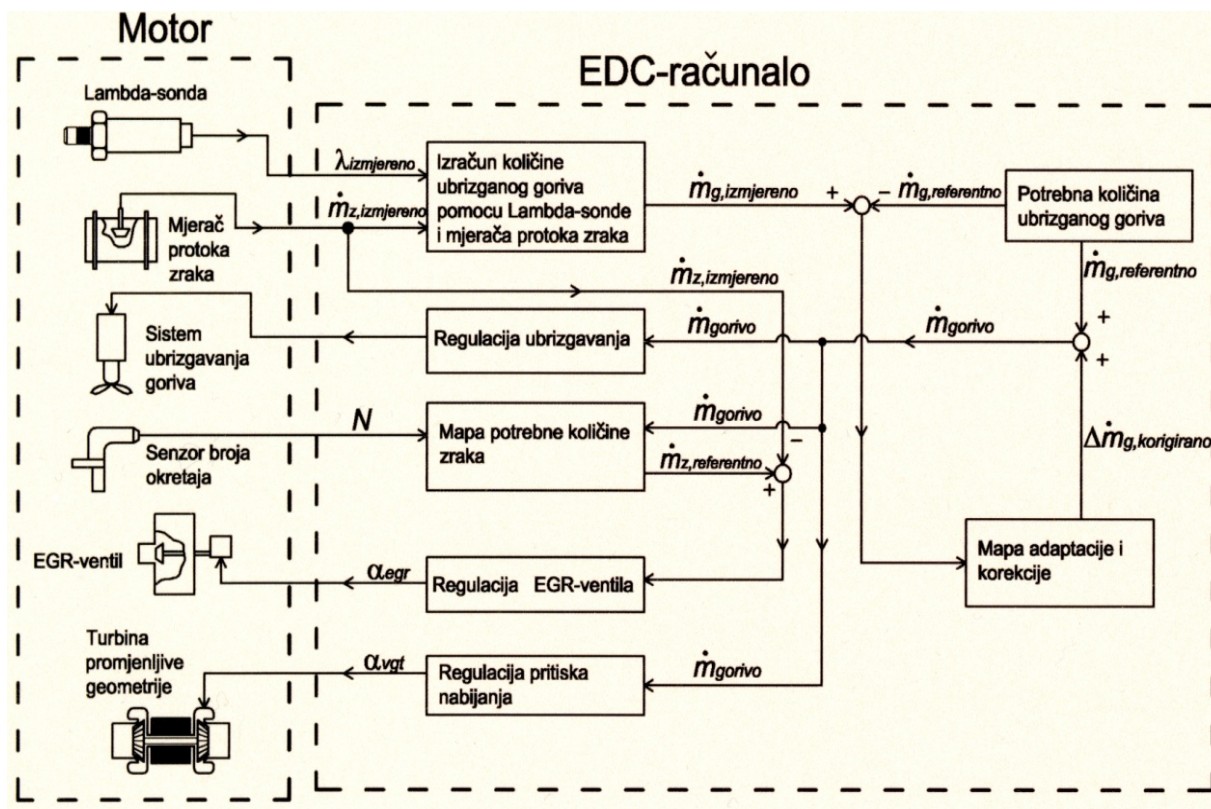 Motor
EDC-računalo
Lambda-sonda
λizmjereno
ṁz,izmjereno
Izračun količine
ubrizganog goriva
pomocu Lambda-sonde
i mjerača protoka zraka
ṁg,izmjereno
+
− ṁg,referentno
Potrebna količina
ubrizganog goriva
Mjerač
protoka
zraka
ṁz,izmjereno
ṁg,referentno
Sistem
ubrizgavanja
goriva
Regulacija ubrizgavanja
ṁgorivo
ṁgorivo
+
+
Senzor broja
okretaja
N
Mapa potrebne količine
zraka
ṁgorivo
ṁz,referentno
−
+
Δṁg,korigirano
Mapa adaptacije i
korekcije
EGR-ventil
αegr
Regulacija EGR-ventila
Turbina
promjenljive
geometrije
αvgt
Regulacija pritiska
nabijanja
ṁgorivo